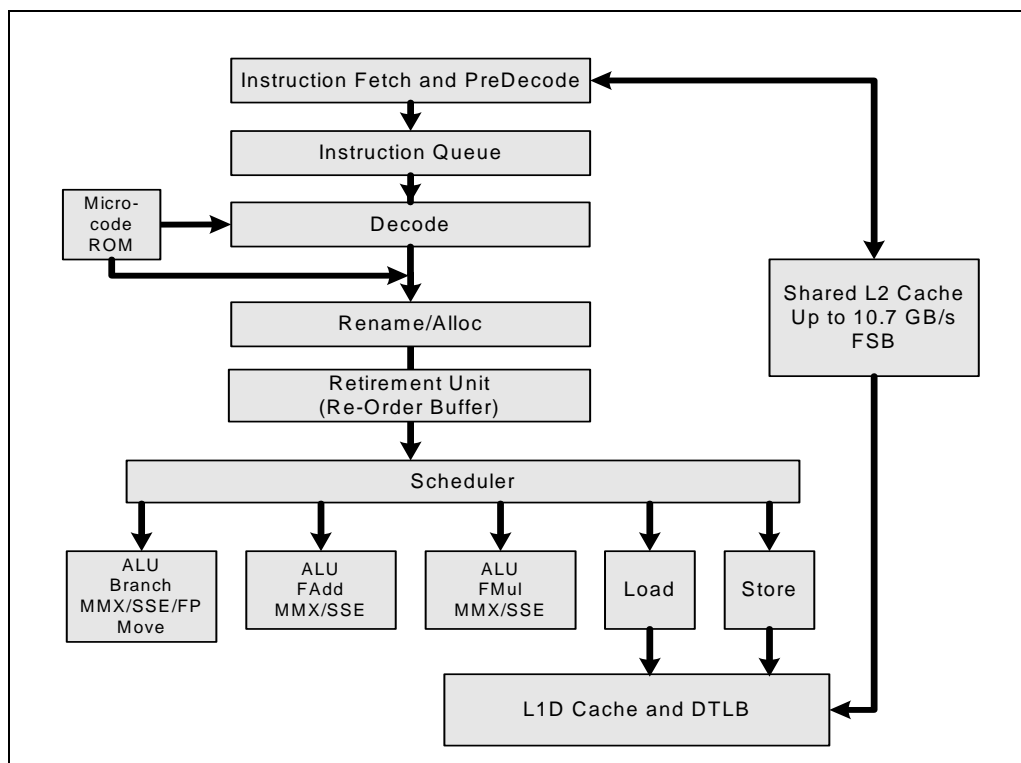 Instruction Fetch and PreDecode
Instruction Queue
Micro-
code
ROM
Decode
Shared L2 Cache
Up to 10.7 GB/s
FSB
Rename/Alloc
Retirement Unit
(Re-Order Buffer)
Scheduler
ALU
Branch
MMX/SSE/FP
Move
ALU
FAdd
MMX/SSE
ALU
FMul
MMX/SSE
Load
Store
L1D Cache and DTLB